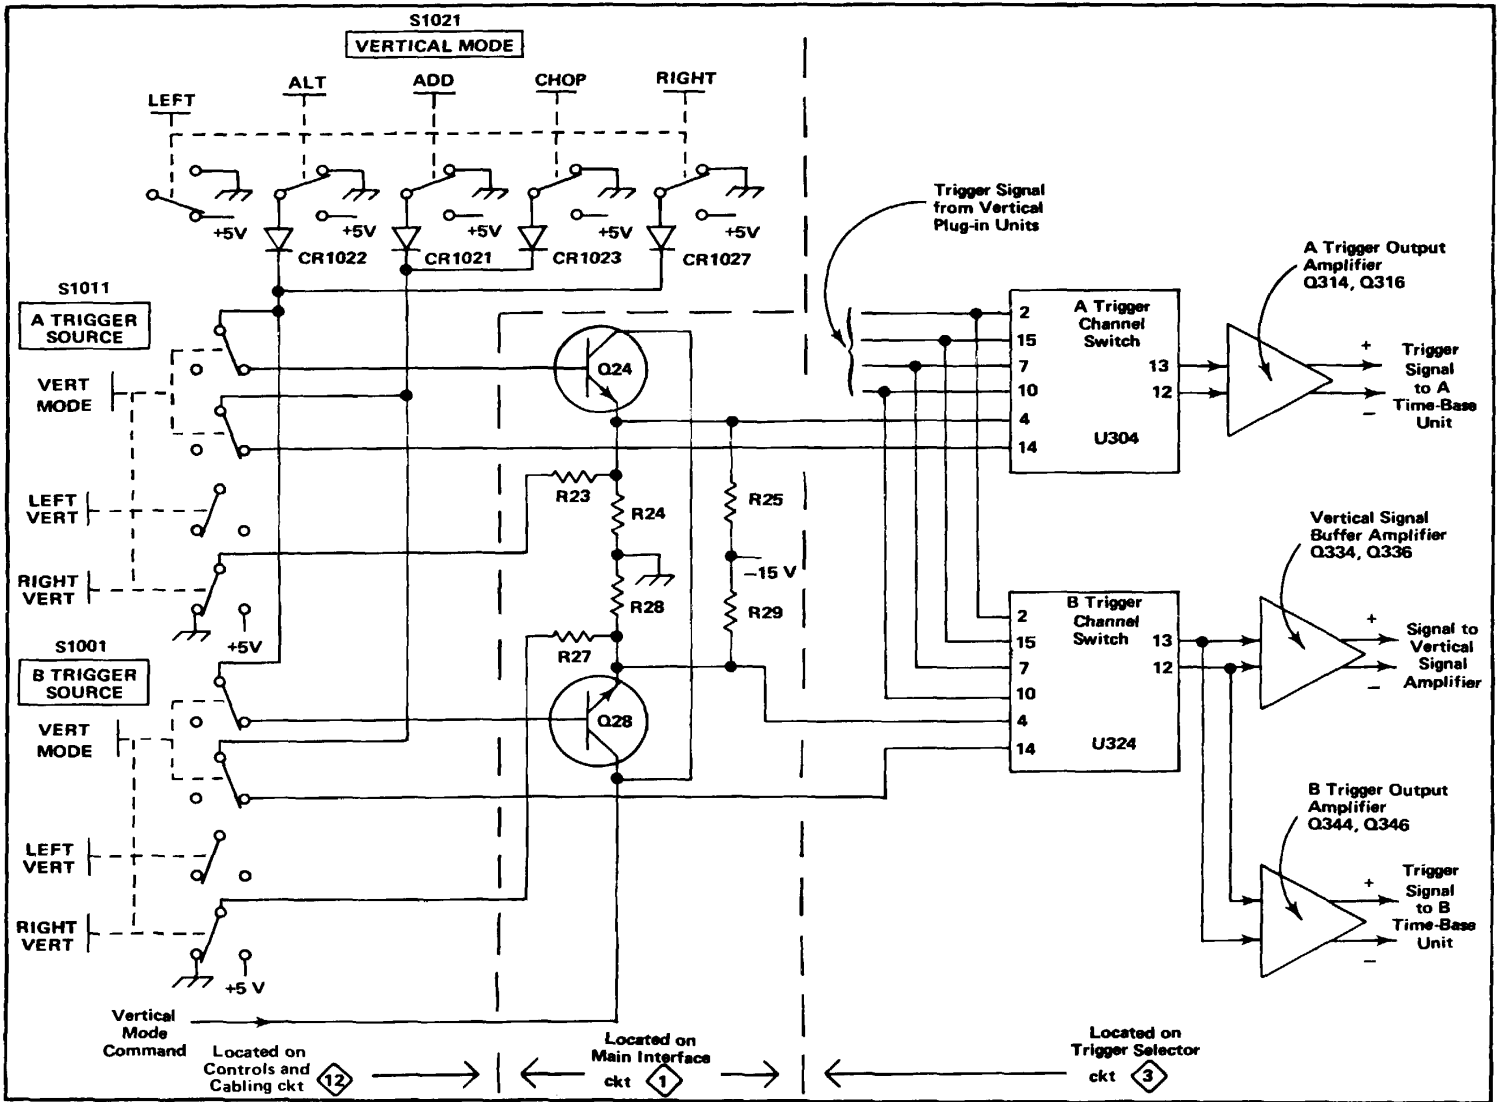 S1021
VERTICAL MODE
LEFT
ALT
ADD
CHOP
RIGHT
+5V
+5V
+5V
+5V
+5V
CR1022
CR1021
CR1023
CR1027
S1011
A TRIGGER
SOURCE
VERT
MODE
LEFT
VERT
RIGHT
VERT
+5V
S1001
B TRIGGER
SOURCE
VERT
MODE
LEFT
VERT
RIGHT
VERT
+5 V
Vertical
Mode
Command
Located on
Controls and
Cabling ckt 12
Q24
R23
R24
R25
−15 V
R28
R29
R27
Q28
Located on
Main Interface
ckt 1
Trigger Signal
from Vertical
Plug-in Units
2
15
7
10
4
14
A Trigger
Channel
Switch
13
12
U304
A Trigger Output
Amplifier
Q314, Q316
+
−
Trigger
Signal
to A
Time-Base
Unit
2
15
7
10
4
14
B Trigger
Channel
Switch
13
12
U324
Vertical Signal
Buffer Amplifier
Q334, Q336
+
−
Signal to
Vertical
Signal
Amplifier
B Trigger Output
Amplifier
Q344, Q346
+
−
Trigger
Signal
to B
Time-Base
Unit
Located on
Trigger Selector
ckt 3